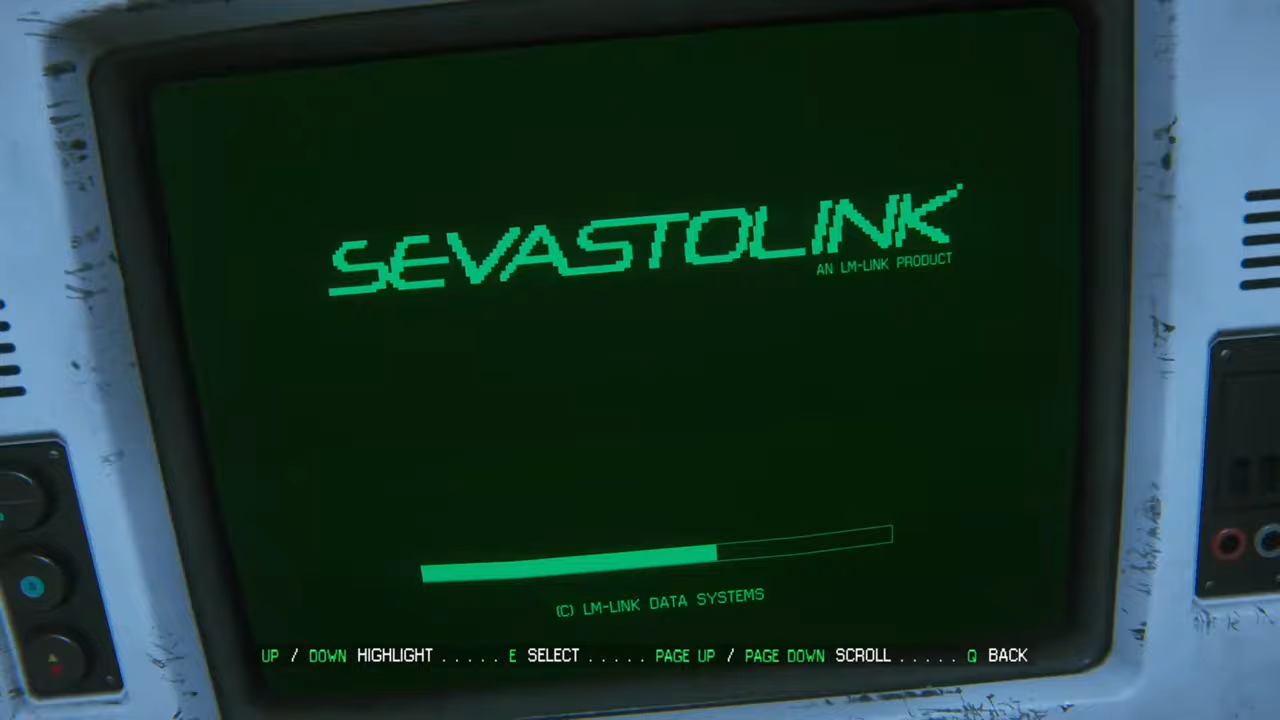 SEVASTOLINK
AN LM-LINK PRODUCT
(C) LM-LINK DATA SYSTEMS
UP / DOWN HIGHLIGHT ..... E SELECT ..... PAGE UP / PAGE DOWN SCROLL ..... Q BACK